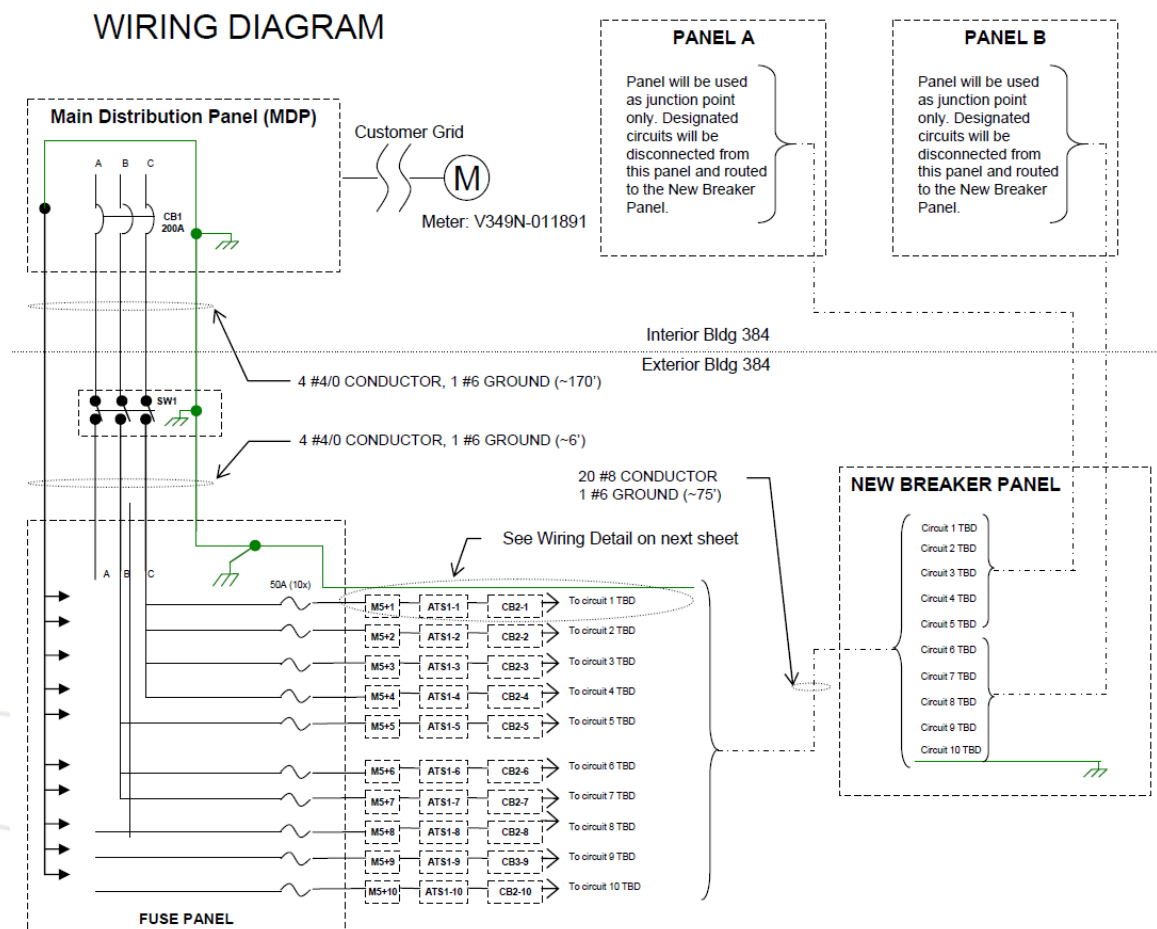 WIRING DIAGRAM
Main Distribution Panel (MDP)
A B C
CB1
200A
Customer Grid
M
Meter: V349N-011891
PANEL A
Panel will be used
as junction point
only. Designated
circuits will be
disconnected from
this panel and routed
to the New Breaker
Panel.
PANEL B
Panel will be used
as junction point
only. Designated
circuits will be
disconnected from
this panel and routed
to the New Breaker
Panel.
Interior Bldg 384
Exterior Bldg 384
4 #4/0 CONDUCTOR, 1 #6 GROUND (~170')
SW1
4 #4/0 CONDUCTOR, 1 #6 GROUND (~6')
20 #8 CONDUCTOR
1 #6 GROUND (~75')
See Wiring Detail on next sheet
A B C
50A (10x)
M5+1 ATS1-1 CB2-1 To circuit 1 TBD
M5+2 ATS1-2 CB2-2 To circuit 2 TBD
M5+3 ATS1-3 CB2-3 To circuit 3 TBD
M5+4 ATS1-4 CB2-4 To circuit 4 TBD
M5+5 ATS1-5 CB2-5 To circuit 5 TBD
M5+6 ATS1-6 CB2-6 To circuit 6 TBD
M5+7 ATS1-7 CB2-7 To circuit 7 TBD
M5+8 ATS1-8 CB2-8 To circuit 8 TBD
M5+9 ATS1-9 CB3-9 To circuit 9 TBD
M5+10 ATS1-10 CB2-10 To circuit 10 TBD
FUSE PANEL
NEW BREAKER PANEL
Circuit 1 TBD
Circuit 2 TBD
Circuit 3 TBD
Circuit 4 TBD
Circuit 5 TBD
Circuit 6 TBD
Circuit 7 TBD
Circuit 8 TBD
Circuit 9 TBD
Circuit 10 TBD